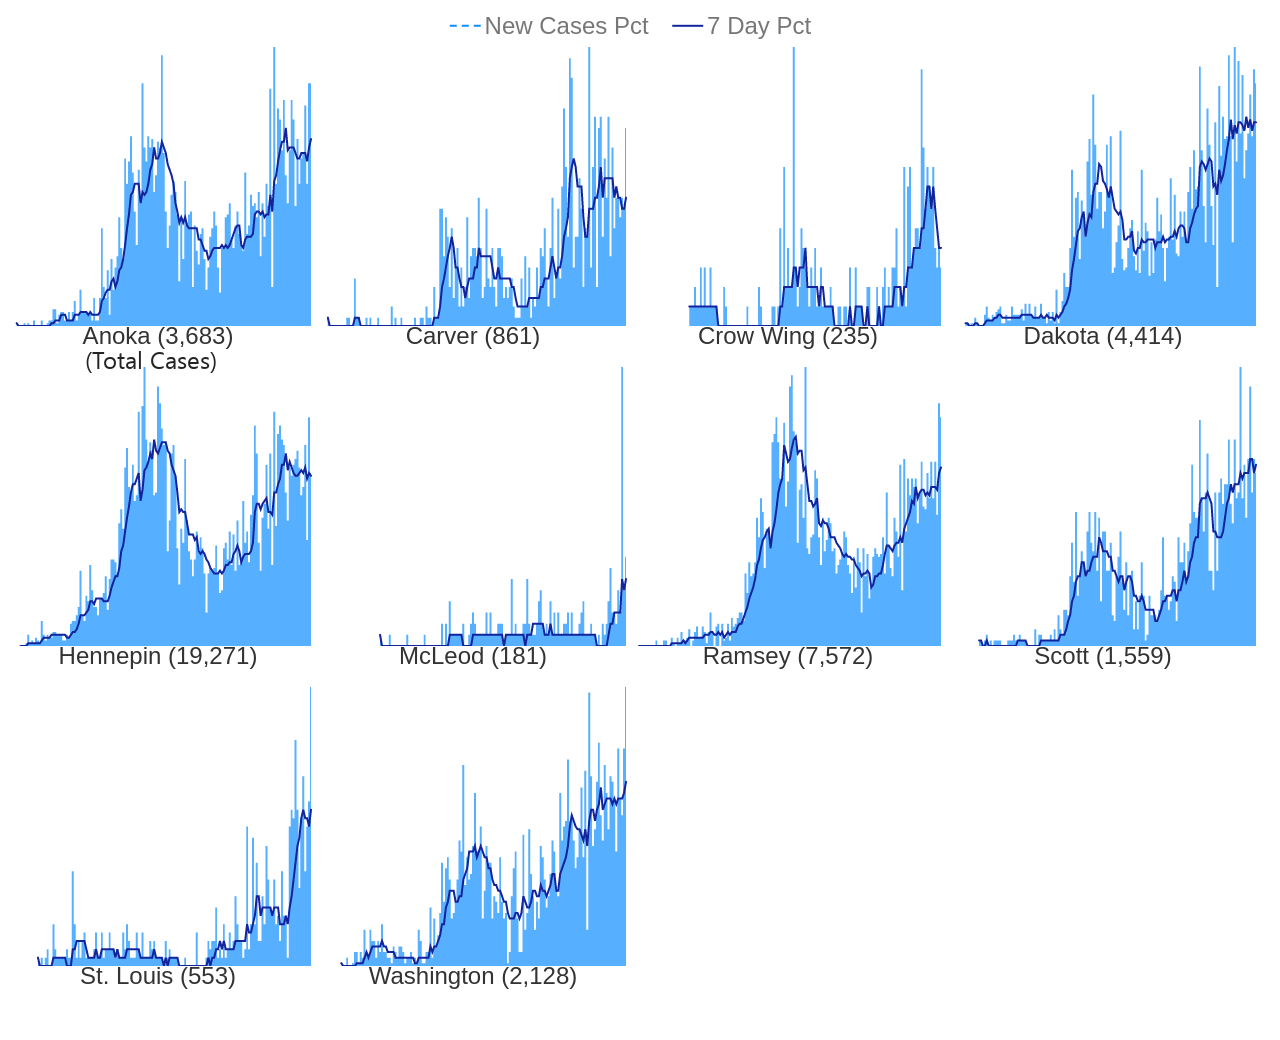 New Cases Pct 7 Day Pct
Anoka (3,683) Carver (861) Crow Wing (235) Dakota (4,414)
(Total Cases)
Hennepin (19,271) McLeod (181) Ramsey (7,572) Scott (1,559)
St. Louis (553) Washington (2,128)